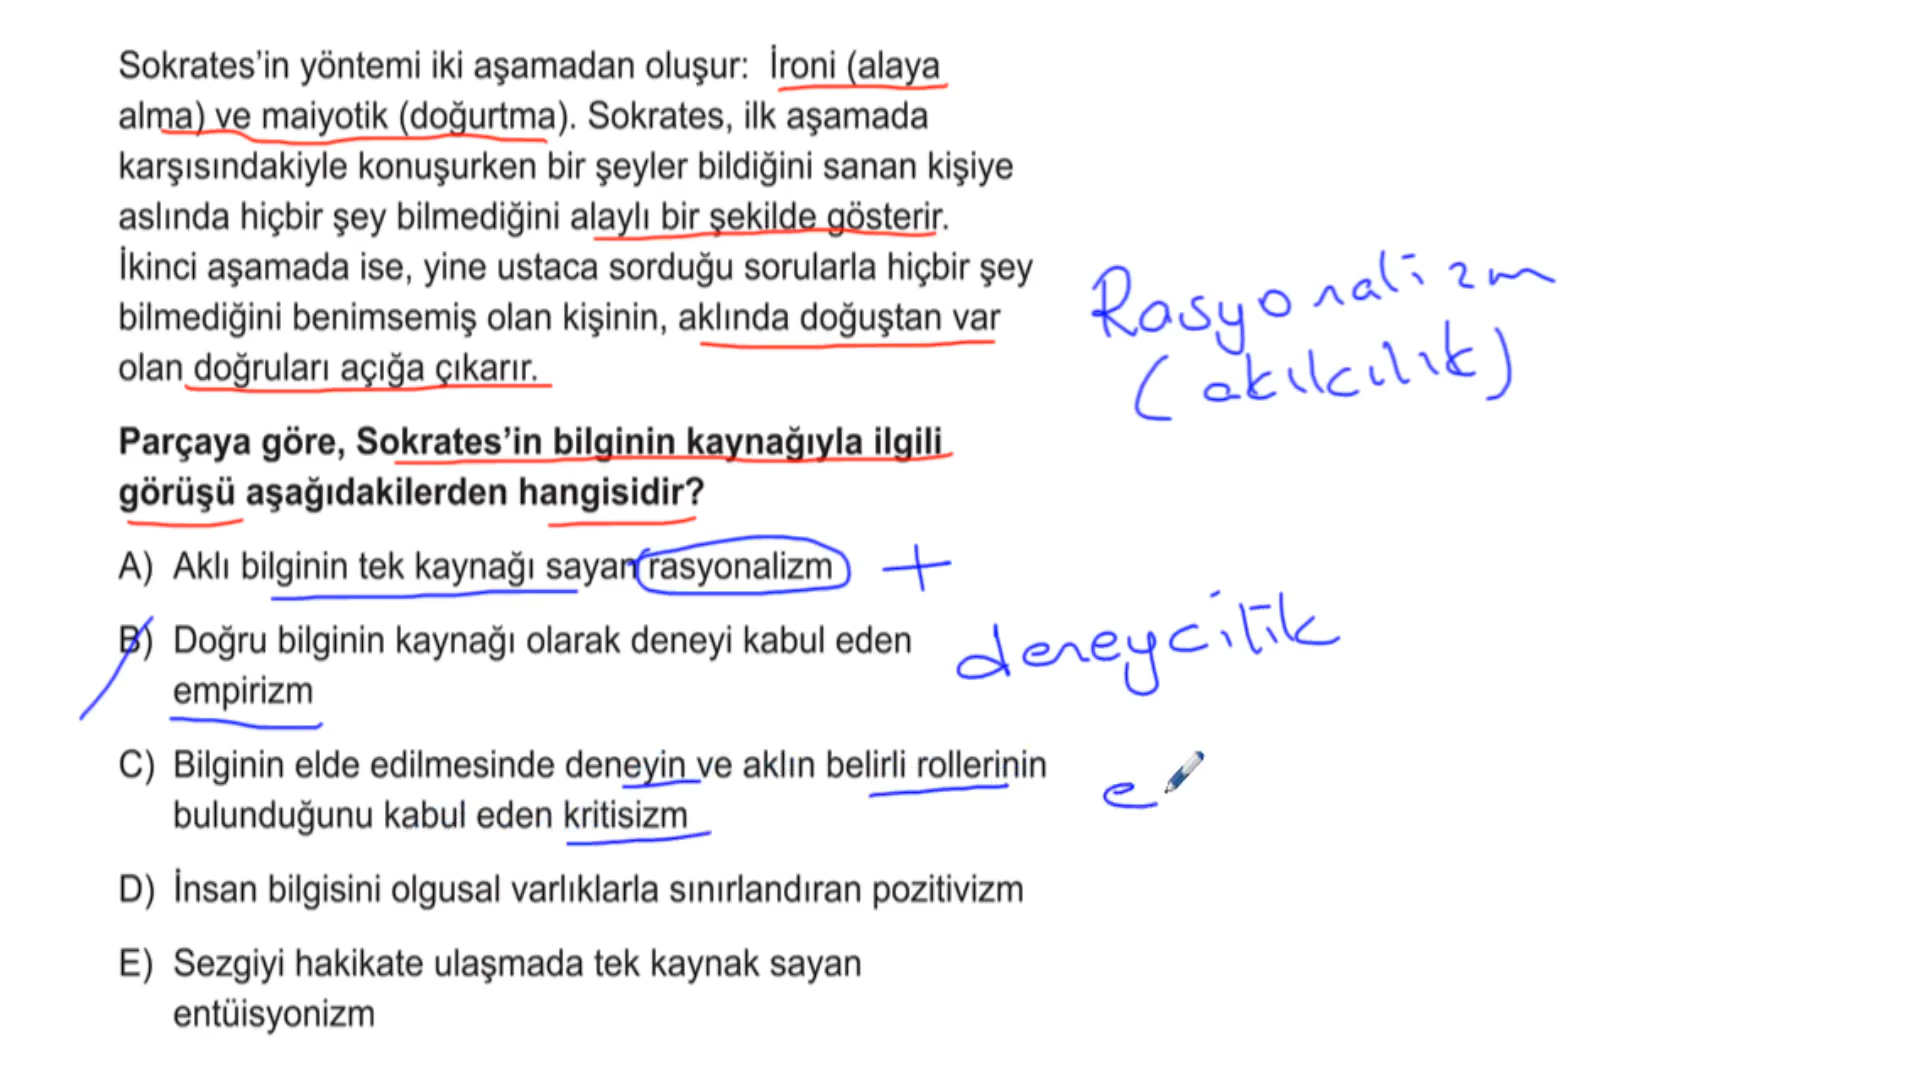 Sokrates’in yöntemi iki aşamadan oluşur: İroni (alaya
alma) ve maiyotik (doğurtma). Sokrates, ilk aşamada
karşısındakiyle konuşurken bir şeyler bildiğini sanan kişiye
aslında hiçbir şey bilmediğini alaylı bir şekilde gösterir.
İkinci aşamada ise, yine ustaca sorduğu sorularla hiçbir şey
bilmediğini benimsemiş olan kişinin, aklında doğuştan var
olan doğruları açığa çıkarır.
Rasyonalizm
(akılcılık)
Parçaya göre, Sokrates’in bilginin kaynağıyla ilgili
görüşü aşağıdakilerden hangisidir?
A) Aklı bilginin tek kaynağı sayan rasyonalizm +
B) Doğru bilginin kaynağı olarak deneyi kabul eden
empirizm
deneycilik
C) Bilginin elde edilmesinde deneyin ve aklın belirli rollerinin
bulunduğunu kabul eden kritisizm
e
D) İnsan bilgisini olgusal varlıklarla sınırlandıran pozitivizm
E) Sezgiyi hakikate ulaşmada tek kaynak sayan
entüisyonizm